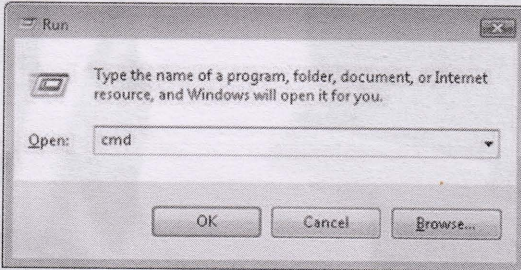 Run
Type the name of a program, folder, document, or Internet
resource, and Windows will open it for you.
Open: cmd
OK Cancel Browse...